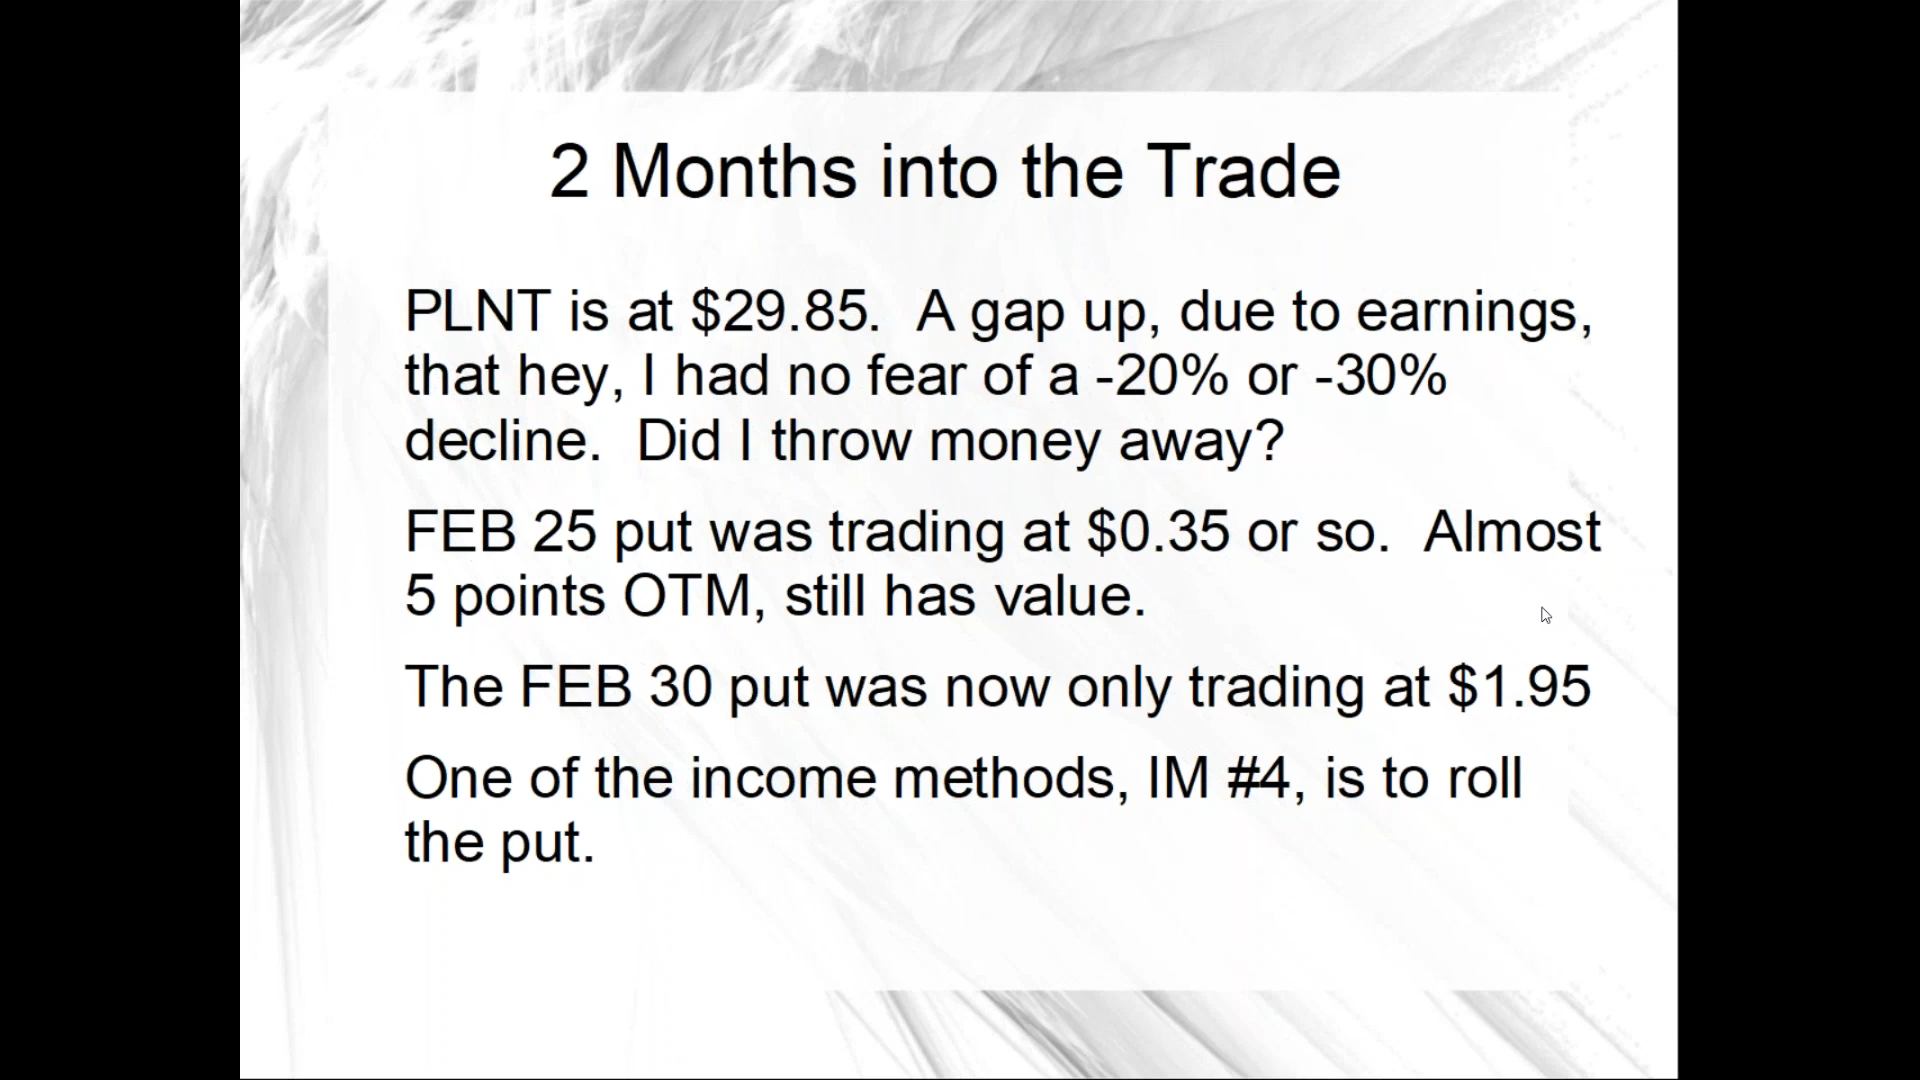 2 Months into the Trade
PLNT is at $29.85.  A gap up, due to earnings,
that hey, I had no fear of a -20% or -30%
decline.  Did I throw money away?
FEB 25 put was trading at $0.35 or so.  Almost
5 points OTM, still has value.
The FEB 30 put was now only trading at $1.95
One of the income methods, IM #4, is to roll
the put.